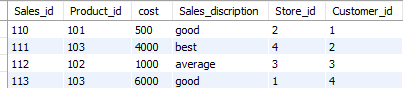 Sales_id Product_id cost Sales_discription Store_id Customer_id
110 101 500 good 2 1
111 103 4000 best 4 2
112 102 1000 average 3 3
113 103 6000 good 1 4